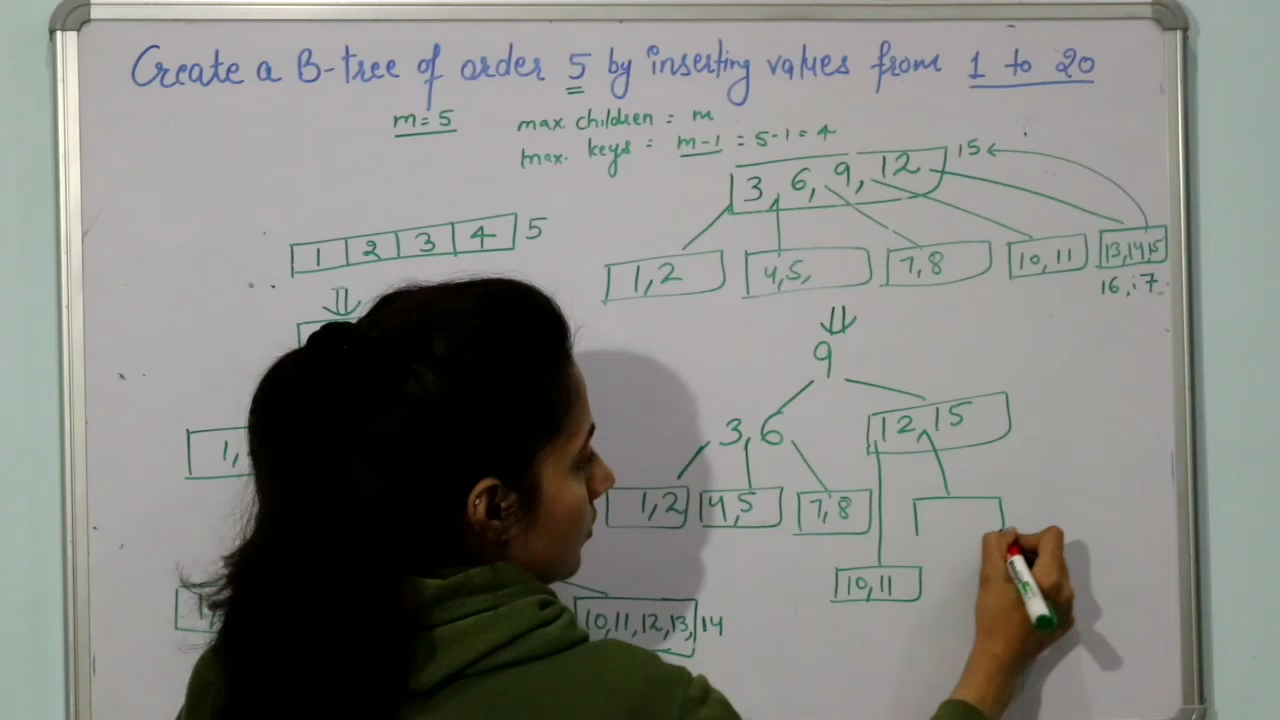 Create a B-tree of order 5 by inserting values from 1 to 20
m=5
max. children = m
max. keys = m-1 = 5-1 = 4
3, 6, 9, 12 15
1 2 3 4 5
1,2 4,5, 7,8 10,11 13,14,15
16, 17
9
3, 6 12, 15
1,
1,2 4,5 7,8
10,11
10,11,12,13, 14